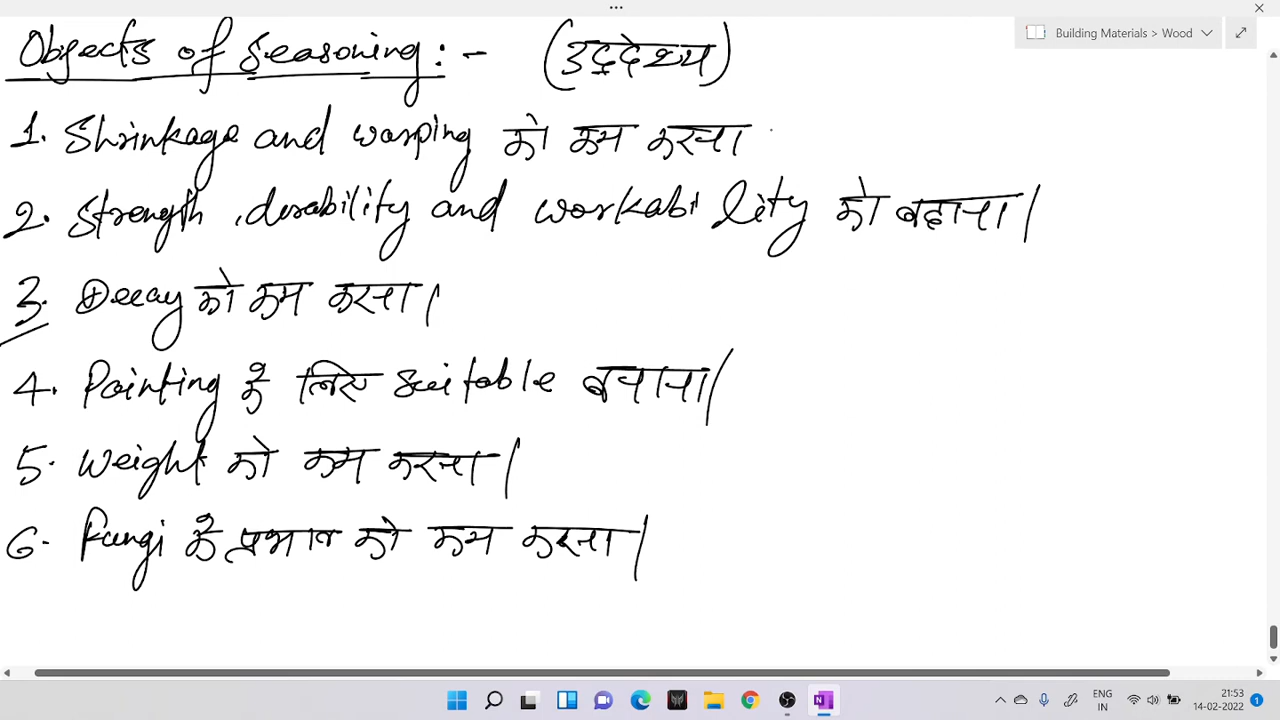 Building Materials > Wood
Objects of Seasoning:- (उद्देश्य)
1. Shrinkage and warping को कम करना
2. Strength, durability and workability को बढ़ाना।
3. Decay को कम करना।
4. Painting के लिए suitable बनाना।
5. Weight को कम करना।
6. Fungi के प्रभाव को कम करना।
ENG
IN
21:53
14-02-2022
1